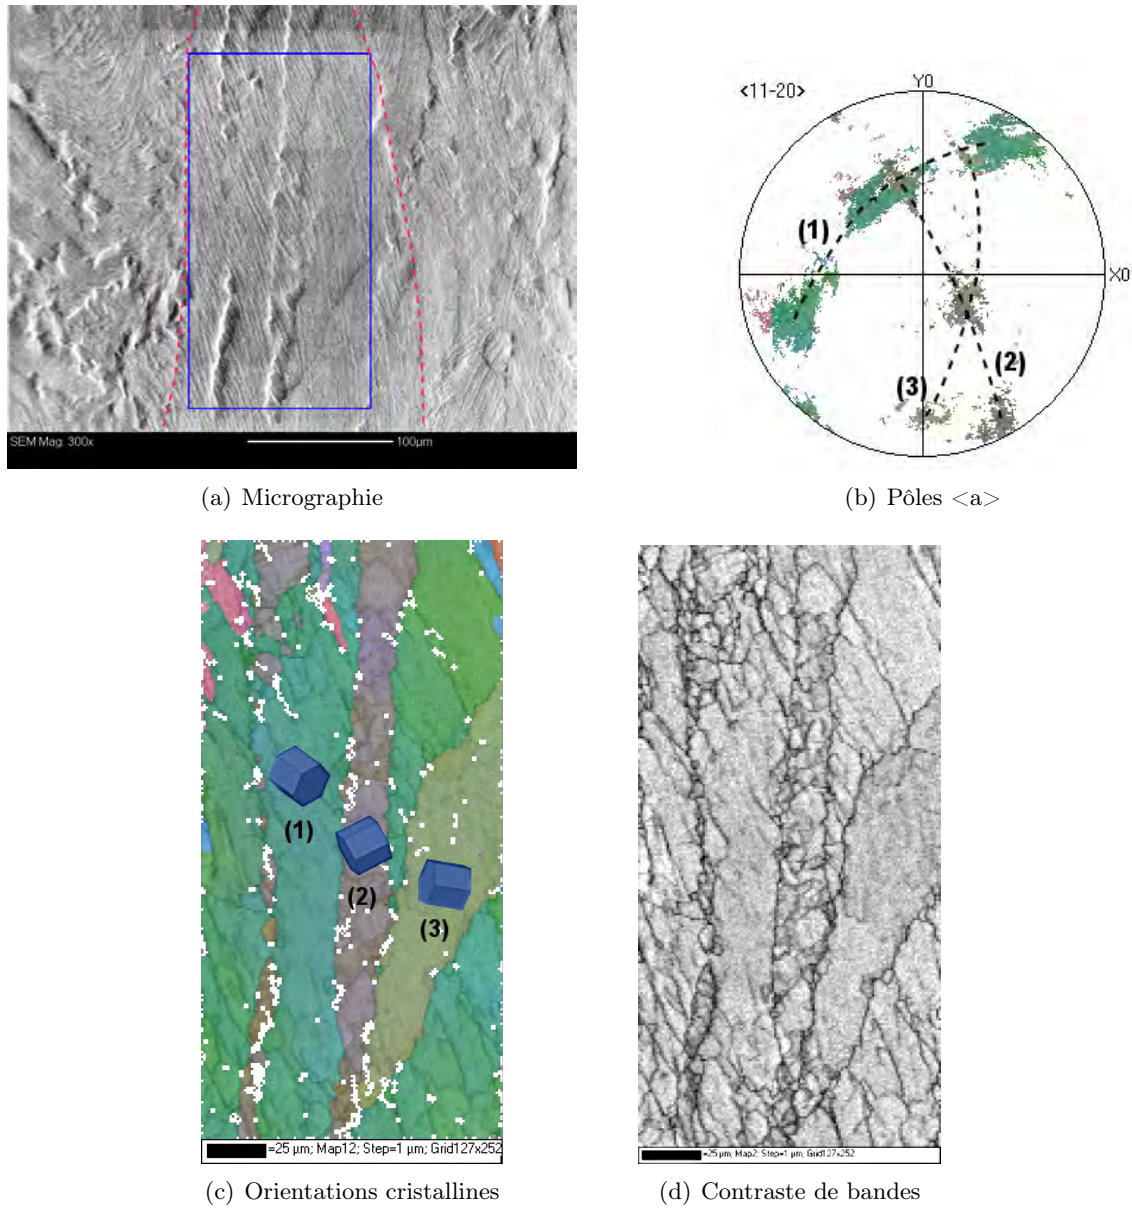 SEM Mag: 300x
100µm
(a) Micrographie
<11-20>
Y0
X0
(1)
(2)
(3)
(b) Pôles <a>
(1)
(2)
(3)
=25 µm; Map12; Step=1 µm; Grid127x252
(c) Orientations cristallines
=25 µm; Map2; Step=1 µm; Grid127x252
(d) Contraste de bandes